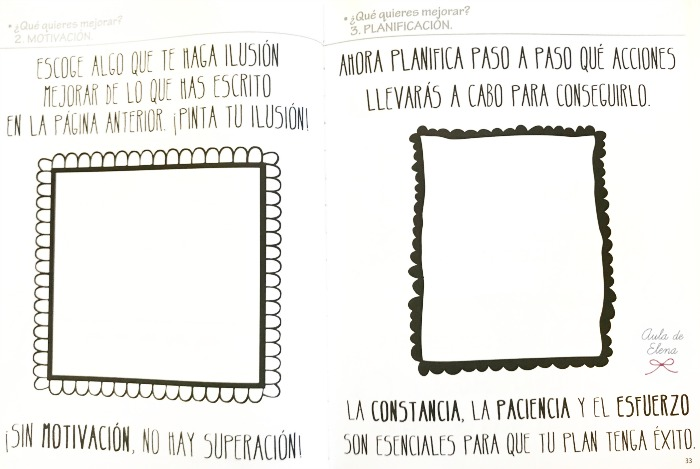 • ¿Qué quieres mejorar?
2. MOTIVACIÓN.
ESCOGE ALGO QUE TE HAGA ILUSIÓN
MEJORAR DE LO QUE HAS ESCRITO
EN LA PÁGINA ANTERIOR. ¡PINTA TU ILUSIÓN!
¡SIN MOTIVACIÓN, NO HAY SUPERACIÓN!
• ¿Qué quieres mejorar?
3. PLANIFICACIÓN.
AHORA PLANIFICA PASO A PASO QUÉ ACCIONES
LLEVARÁS A CABO PARA CONSEGUIRLO.
Aula de
Elena
LA CONSTANCIA, LA PACIENCIA Y EL ESFUERZO
SON ESENCIALES PARA QUE TU PLAN TENGA ÉXITO.
33